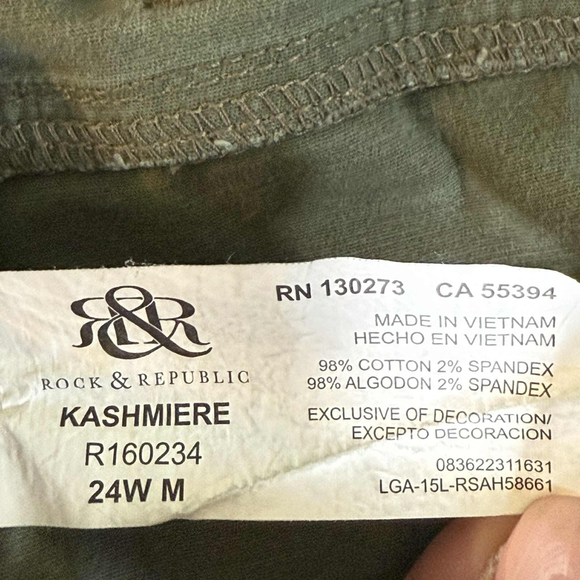 R&R
ROCK & REPUBLIC
KASHMIERE
R160234
24W M
RN 130273 CA 55394
MADE IN VIETNAM
HECHO EN VIETNAM
98% COTTON 2% SPANDEX
98% ALGODON 2% SPANDEX
EXCLUSIVE OF DECORATION/
EXCEPTO DECORACION
083622311631
LGA-15L-RSAH58661